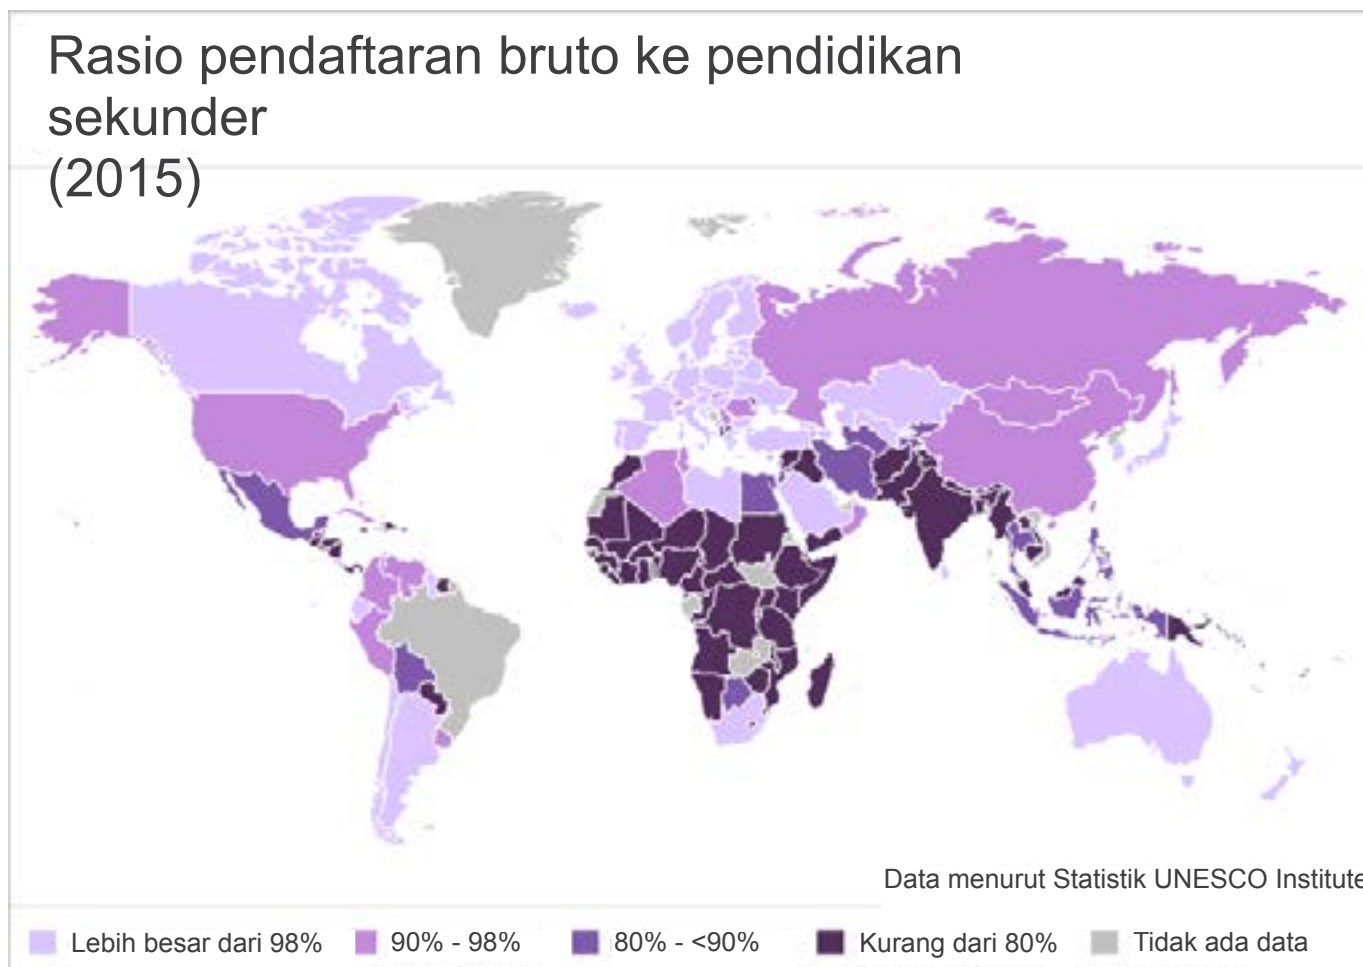 Rasio pendaftaran bruto ke pendidikan
sekunder
(2015)
Data menurut Statistik UNESCO Institute
Lebih besar dari 98%
90% - 98%
80% - <90%
Kurang dari 80%
Tidak ada data